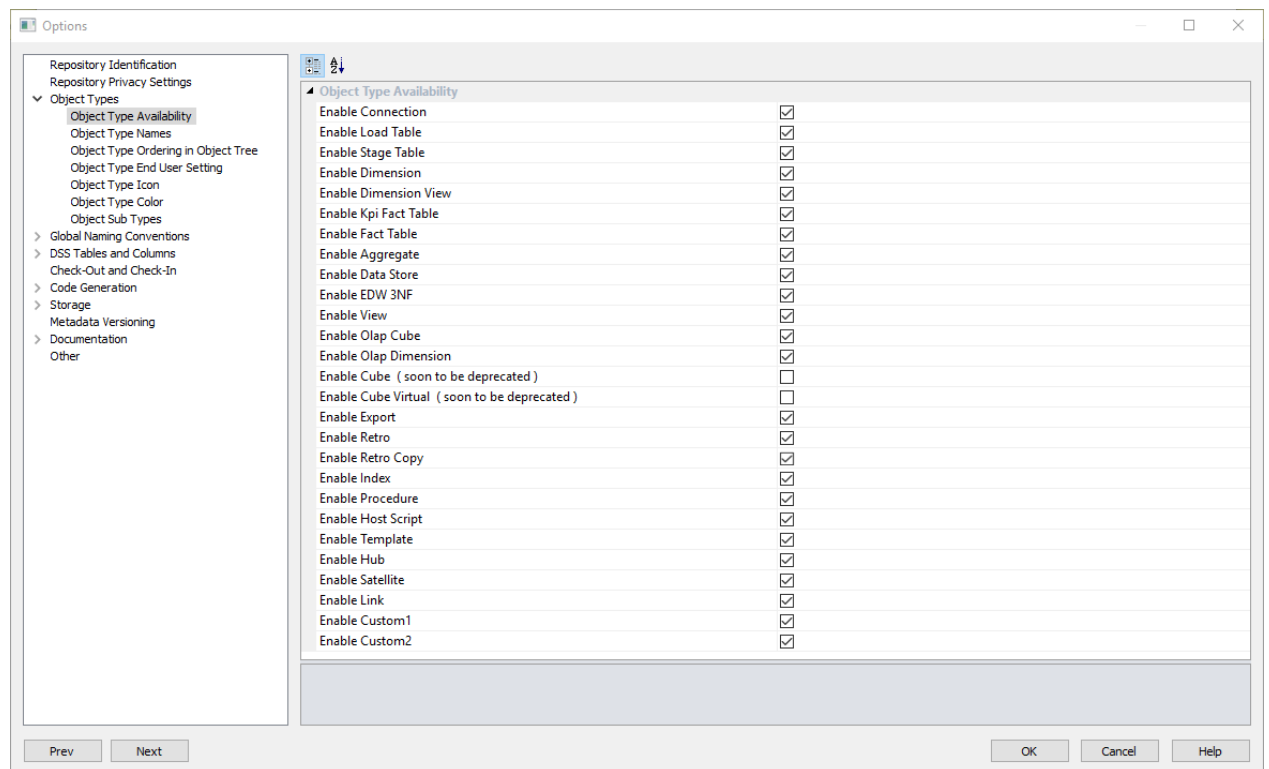 Options
Repository Identification
Repository Privacy Settings
Object Types
Object Type Availability
Object Type Names
Object Type Ordering in Object Tree
Object Type End User Setting
Object Type Icon
Object Type Color
Object Sub Types
Global Naming Conventions
DSS Tables and Columns
Check-Out and Check-In
Code Generation
Storage
Metadata Versioning
Documentation
Other
Object Type Availability
Enable Connection
Enable Load Table
Enable Stage Table
Enable Dimension
Enable Dimension View
Enable Kpi Fact Table
Enable Fact Table
Enable Aggregate
Enable Data Store
Enable EDW 3NF
Enable View
Enable Olap Cube
Enable Olap Dimension
Enable Cube ( soon to be deprecated )
Enable Cube Virtual ( soon to be deprecated )
Enable Export
Enable Retro
Enable Retro Copy
Enable Index
Enable Procedure
Enable Host Script
Enable Template
Enable Hub
Enable Satellite
Enable Link
Enable Custom1
Enable Custom2
Prev Next OK Cancel Help